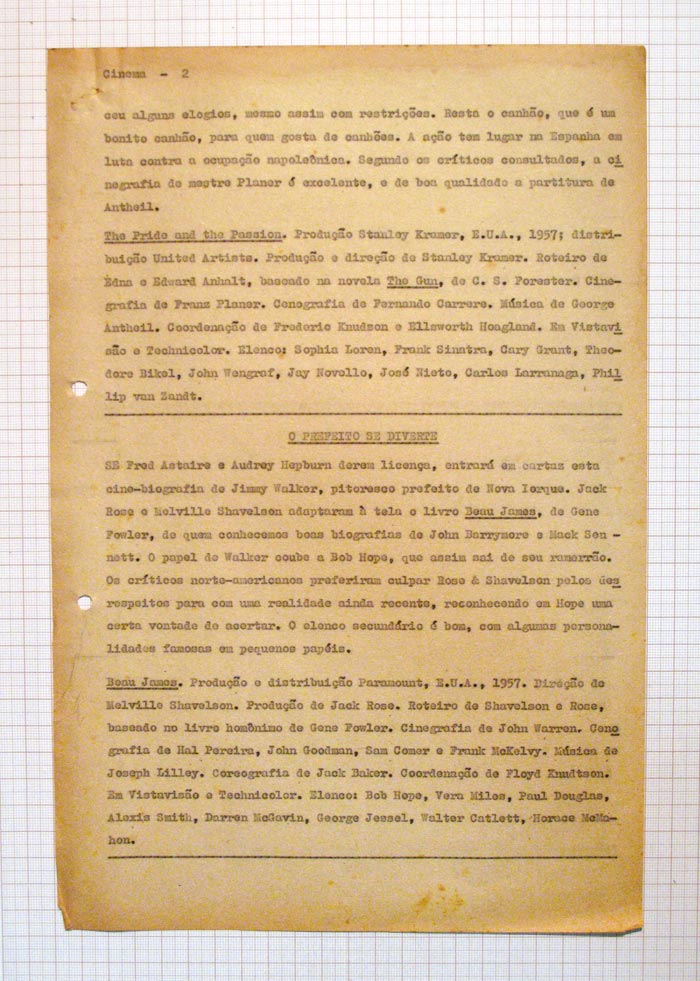 Cinema - 2
ceu alguns elogios, mesmo assim com restrições. Resta o canhão, que é um
bonito canhão, para quem gosta de canhões. A ação tem lugar na Espanha em
luta contra a ocupação napoleônica. Segundo os críticos consultados, a ci
negrafia do mestre Planer é excelente, e de boa qualidade a partitura de
Antheil.
The Pride and the Passion. Produção Stanley Kramer, E.U.A., 1957; distri-
buição United Artists. Produção e direção de Stanley Kramer. Roteiro de
Edna e Edward Anhalt, baseado na novela The Gun, de C. S. Forester. Cine-
grafia de Franz Planer. Cenografia de Fernando Carrere. Música de George
Antheil. Coordenação de Frederic Knudson e Ellsworth Hoagland. Em Vistavi
são e Technicolor. Elenco: Sophia Loren, Frank Sinatra, Cary Grant, Theo-
dore Bikel, John Wengraf, Jay Novello, José Nieto, Carlos Larranaga, Phil
lip van Zandt.
O PREFEITO SE DIVERTE
SE Fred Astaire e Audrey Hepburn derem licença, entrará em cartaz esta
cine-biografia de Jimmy Walker, pitoresco prefeito de Nova Iorque. Jack
Rose e Melville Shavelson adaptaram à tela o livro Beau James, de Gene
Fowler, de quem conhecemos boas biografias de John Barrymore e Mack Sen -
nett. O papel de Walker coube a Bob Hope, que assim sai de seu ramerrão.
Os críticos norte-americanos preferiram culpar Rose & Shavelson pelos des
respeitos para com uma realidade ainda recente, reconhecendo em Hope uma
certa vontade de acertar. O elenco secundário é bom, com algumas persona-
lidades famosas em pequenos papéis.
Beau James. Produção e distribuição Paramount, E.U.A., 1957. Direção de
Melville Shavelson. Produção de Jack Rose. Roteiro de Shavelson e Rose,
baseado no livro homônimo de Gene Fowler. Cinegrafia de John Warren. Ceno
grafia de Hal Pereira, John Goodman, Sam Comer e Frank McKelvy. Música de
Joseph Lilley. Coreografia de Jack Baker. Coordenação de Floyd Knudtson.
Em Vistavisão e Technicolor. Elenco: Bob Hope, Vera Miles, Paul Douglas,
Alexis Smith, Darren McGavin, George Jessel, Walter Catlett, Horace McMa-
hon.